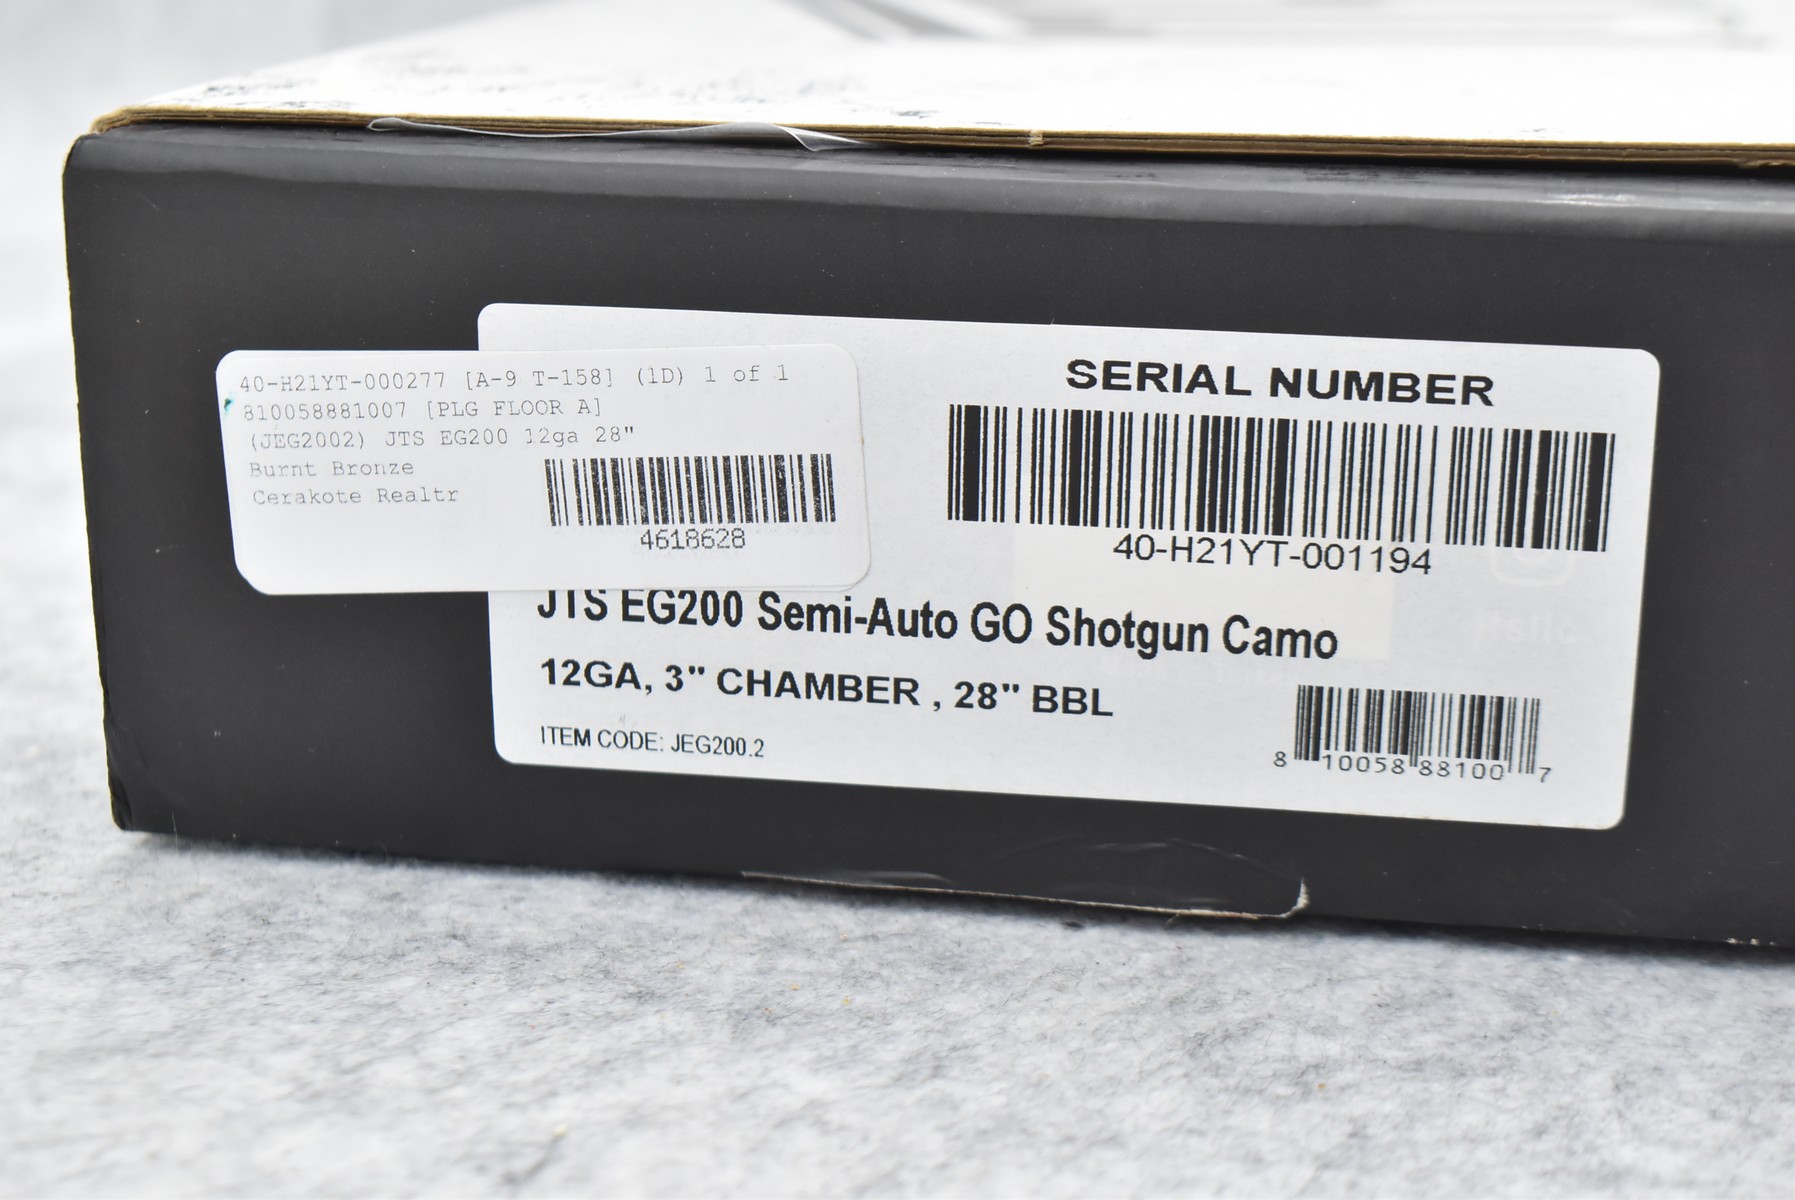 40-H21YT-000277 [A-9 T-158] (1D) 1 of 1
810058881007 [PLG FLOOR A]
(JEG2002) JTS EG200 12ga 28"
Burnt Bronze
Cerakote Realtr
4618628
SERIAL NUMBER
40-H21YT-001194
JTS EG200 Semi-Auto GO Shotgun Camo
12GA, 3" CHAMBER , 28" BBL
ITEM CODE: JEG200.2
8 10058 88100 7